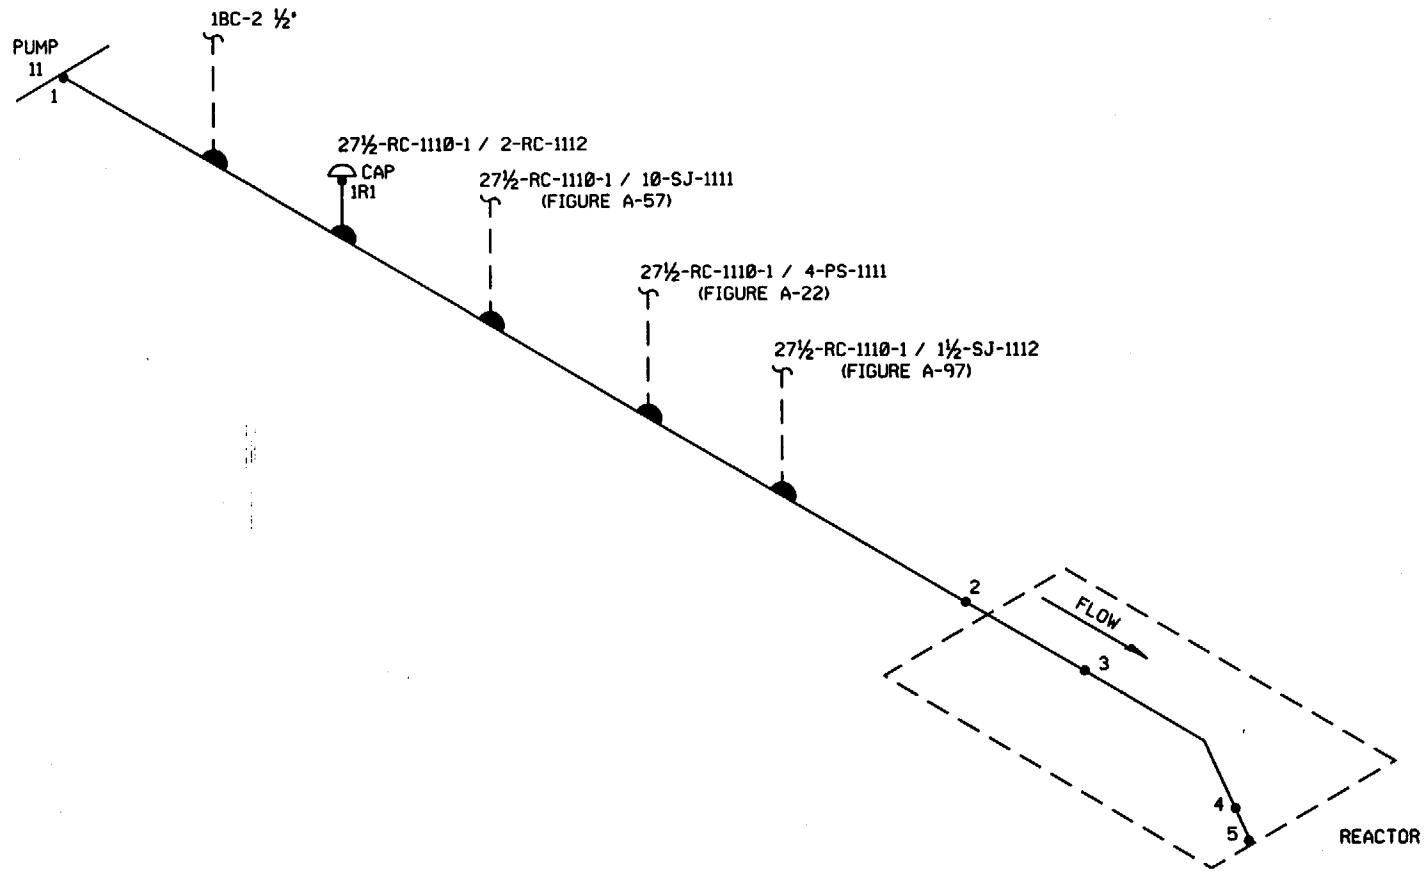 1BC-2 ½"
PUMP
11
1
27½-RC-1110-1 / 2-RC-1112
CAP
1R1
27½-RC-1110-1 / 10-SJ-1111
(FIGURE A-57)
27½-RC-1110-1 / 4-PS-1111
(FIGURE A-22)
27½-RC-1110-1 / 1½-SJ-1112
(FIGURE A-97)
2
FLOW
3
4
5
REACTOR